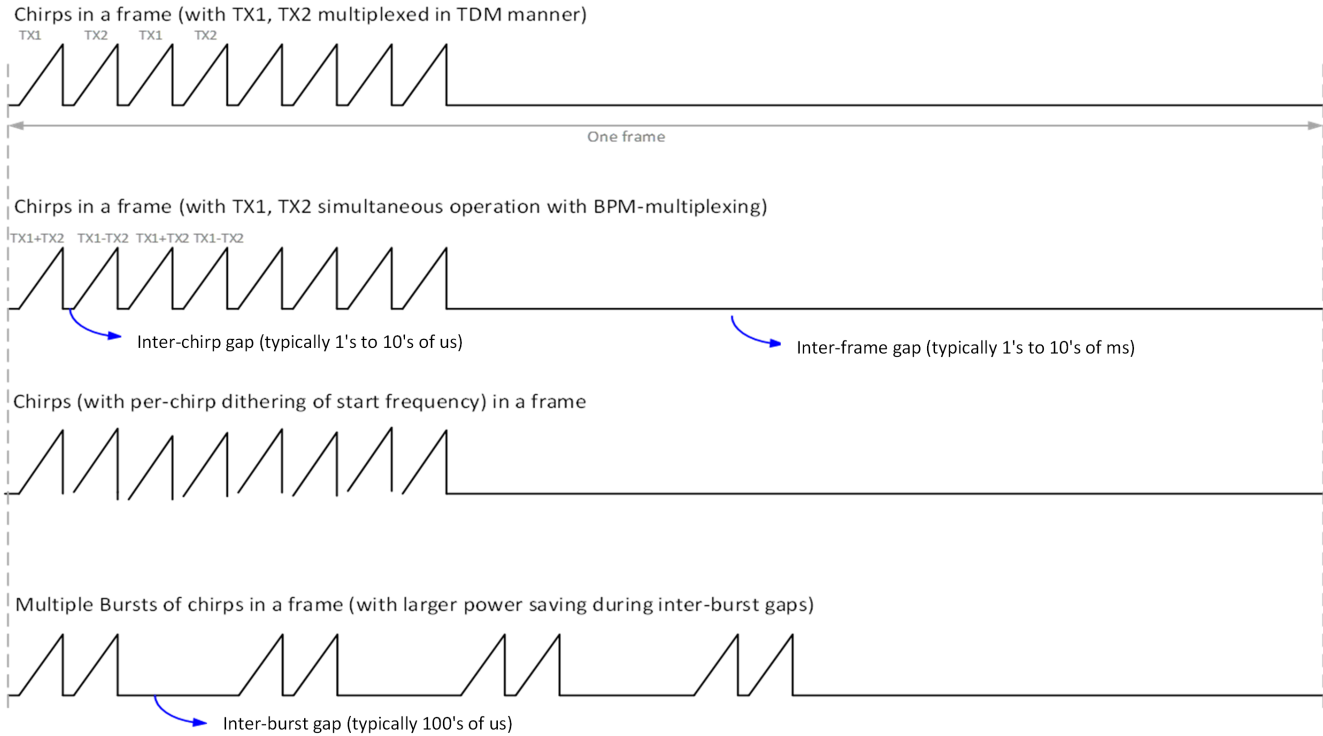 Chirps in a frame (with TX1, TX2 multiplexed in TDM manner)
TX1 TX2 TX1 TX2
One frame
Chirps in a frame (with TX1, TX2 simultaneous operation with BPM-multiplexing)
TX1+TX2 TX1-TX2 TX1+TX2 TX1-TX2
Inter-chirp gap (typically 1's to 10's of us)
Inter-frame gap (typically 1's to 10's of ms)
Chirps (with per-chirp dithering of start frequency) in a frame
Multiple Bursts of chirps in a frame (with larger power saving during inter-burst gaps)
Inter-burst gap (typically 100's of us)